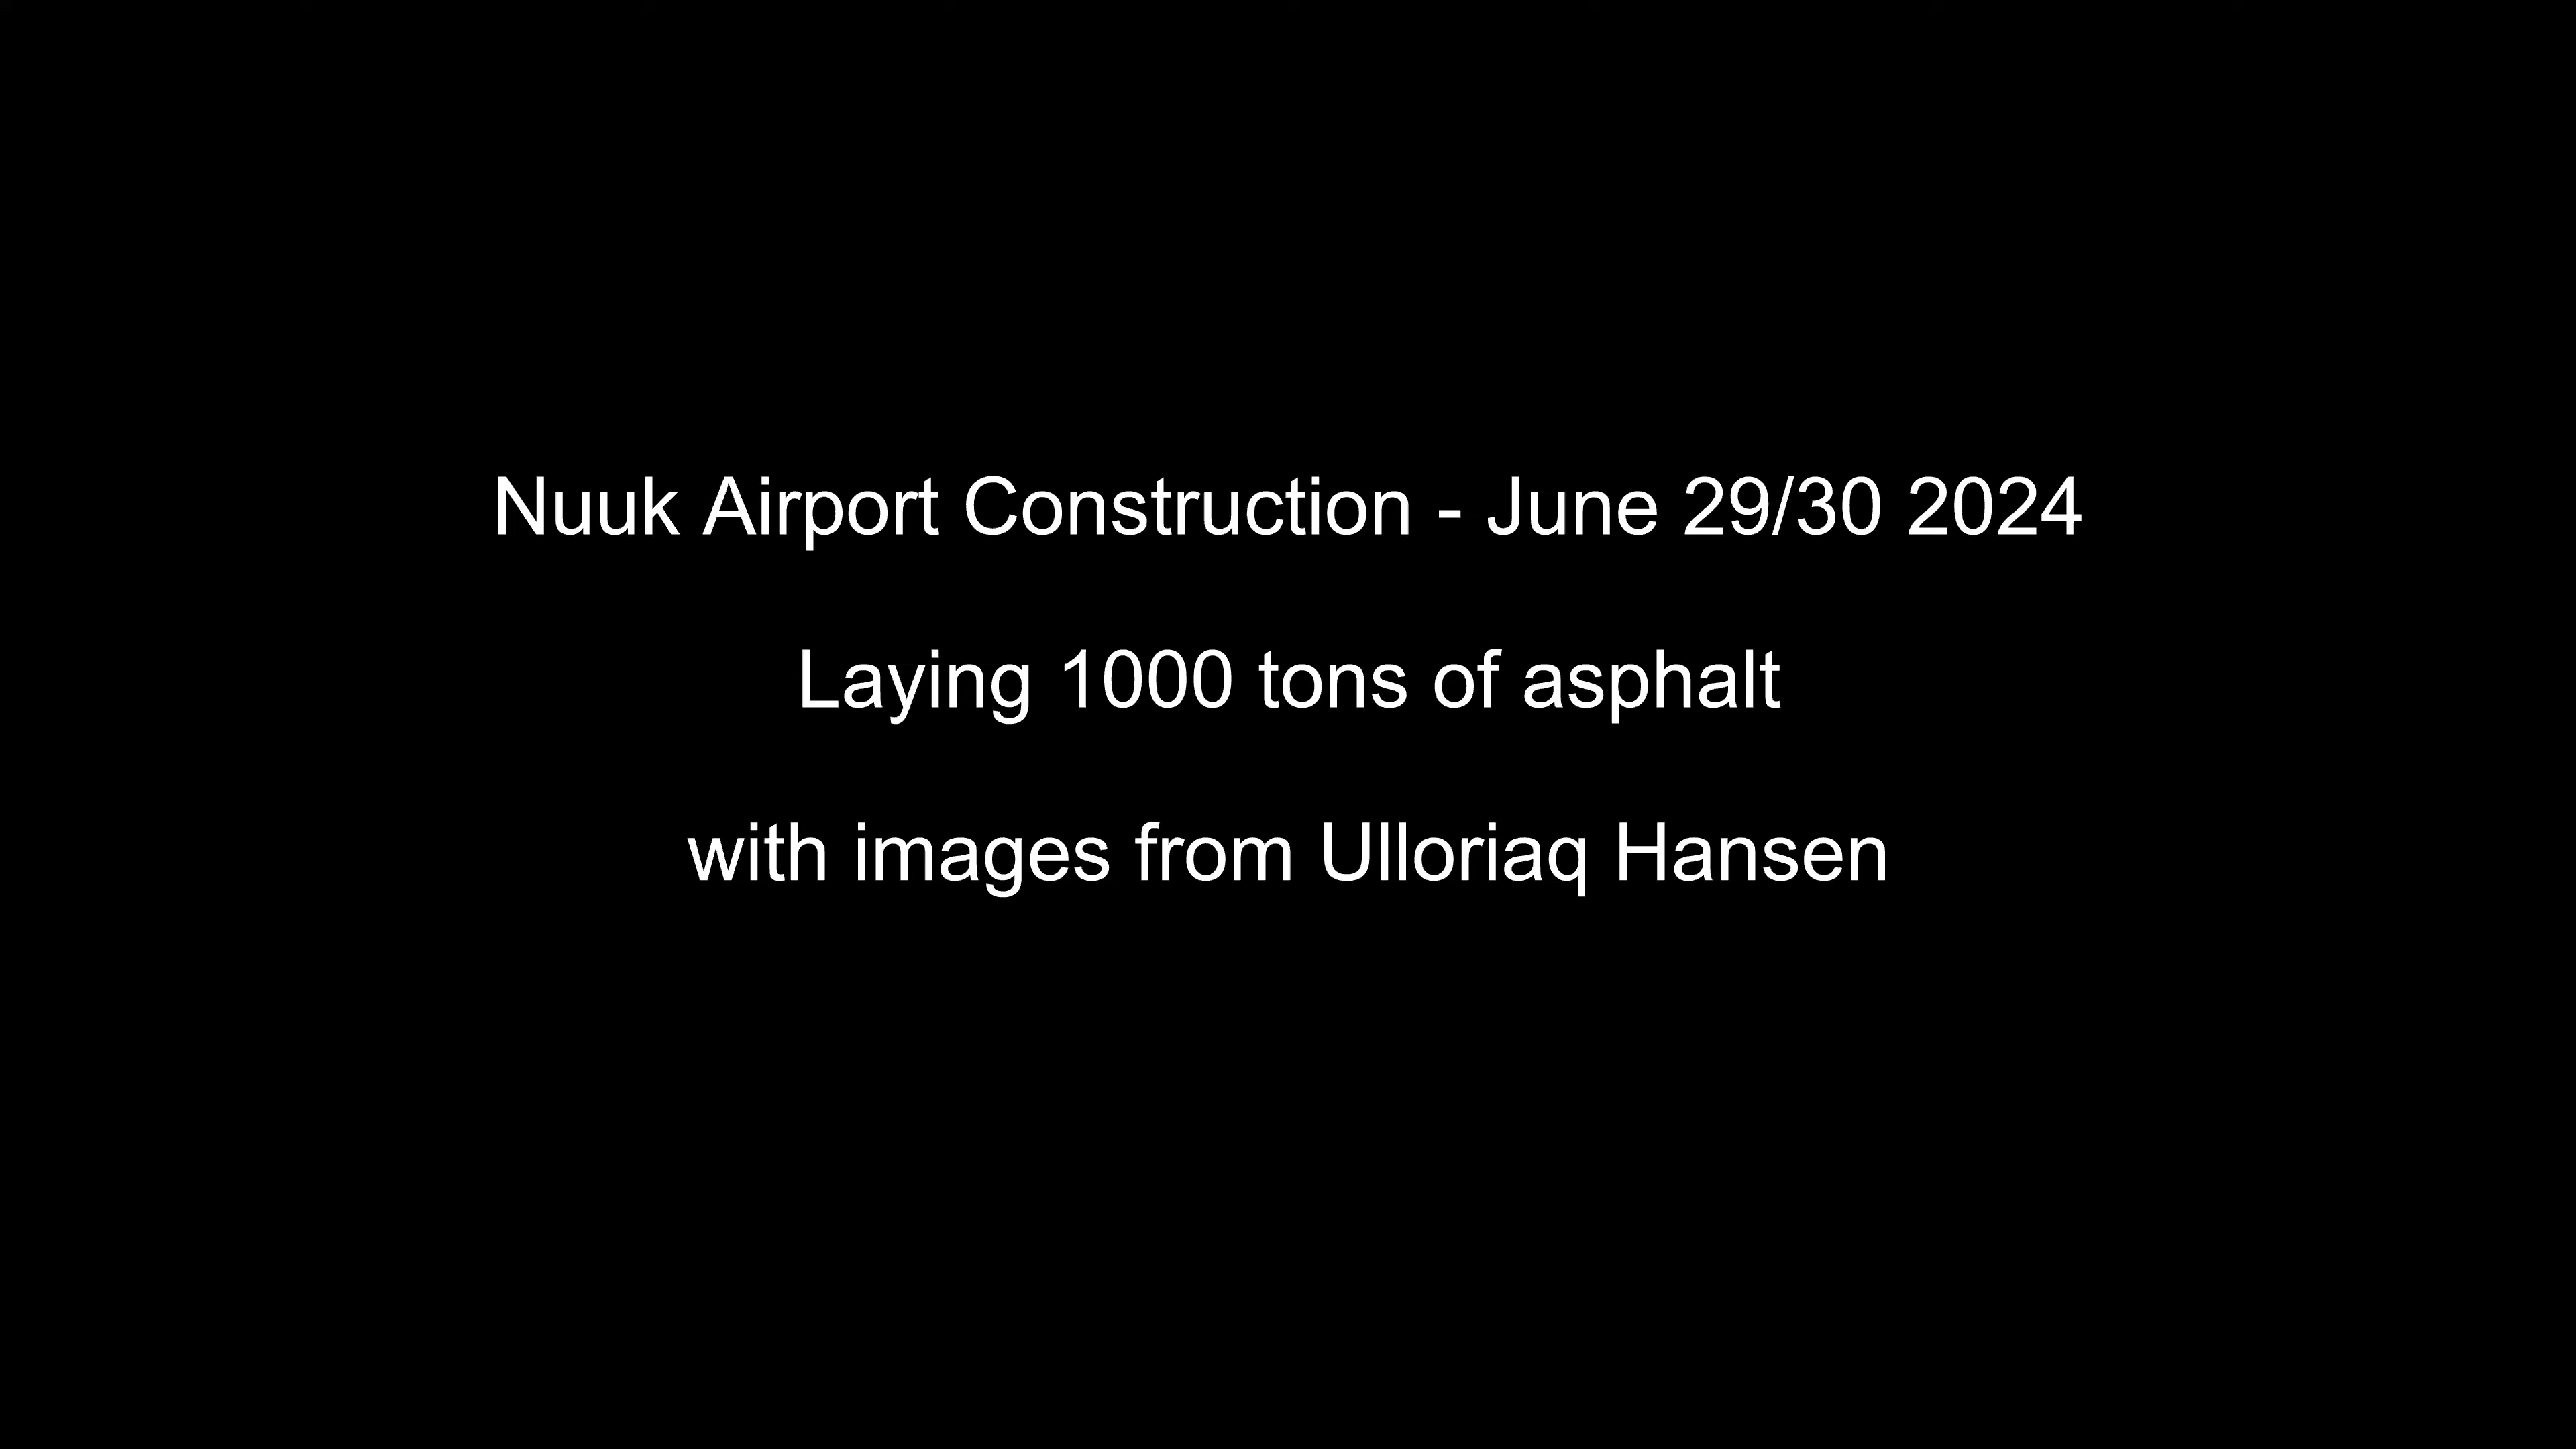 Nuuk Airport Construction - June 29/30 2024
Laying 1000 tons of asphalt
with images from Ulloriaq Hansen